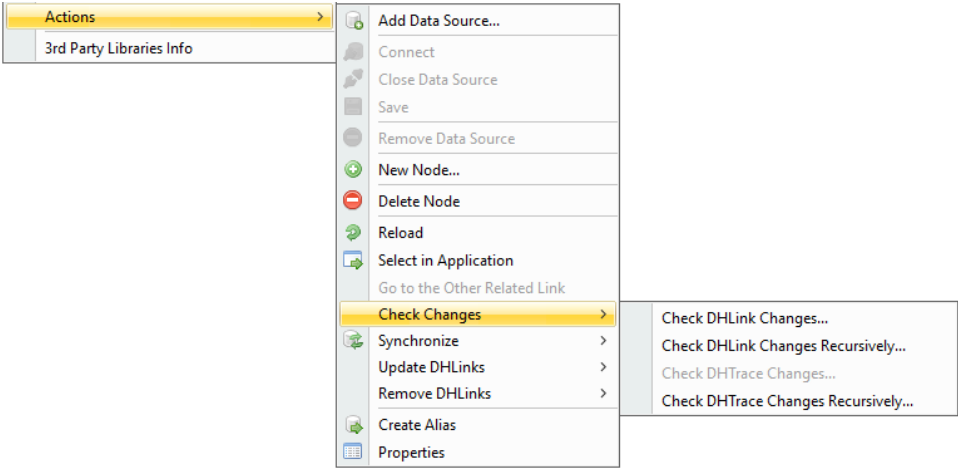 Actions
3rd Party Libraries Info
Add Data Source...
Connect
Close Data Source
Save
Remove Data Source
New Node...
Delete Node
Reload
Select in Application
Go to the Other Related Link
Check Changes
Synchronize
Update DHLinks
Remove DHLinks
Create Alias
Properties
Check DHLink Changes...
Check DHLink Changes Recursively...
Check DHTrace Changes...
Check DHTrace Changes Recursively...